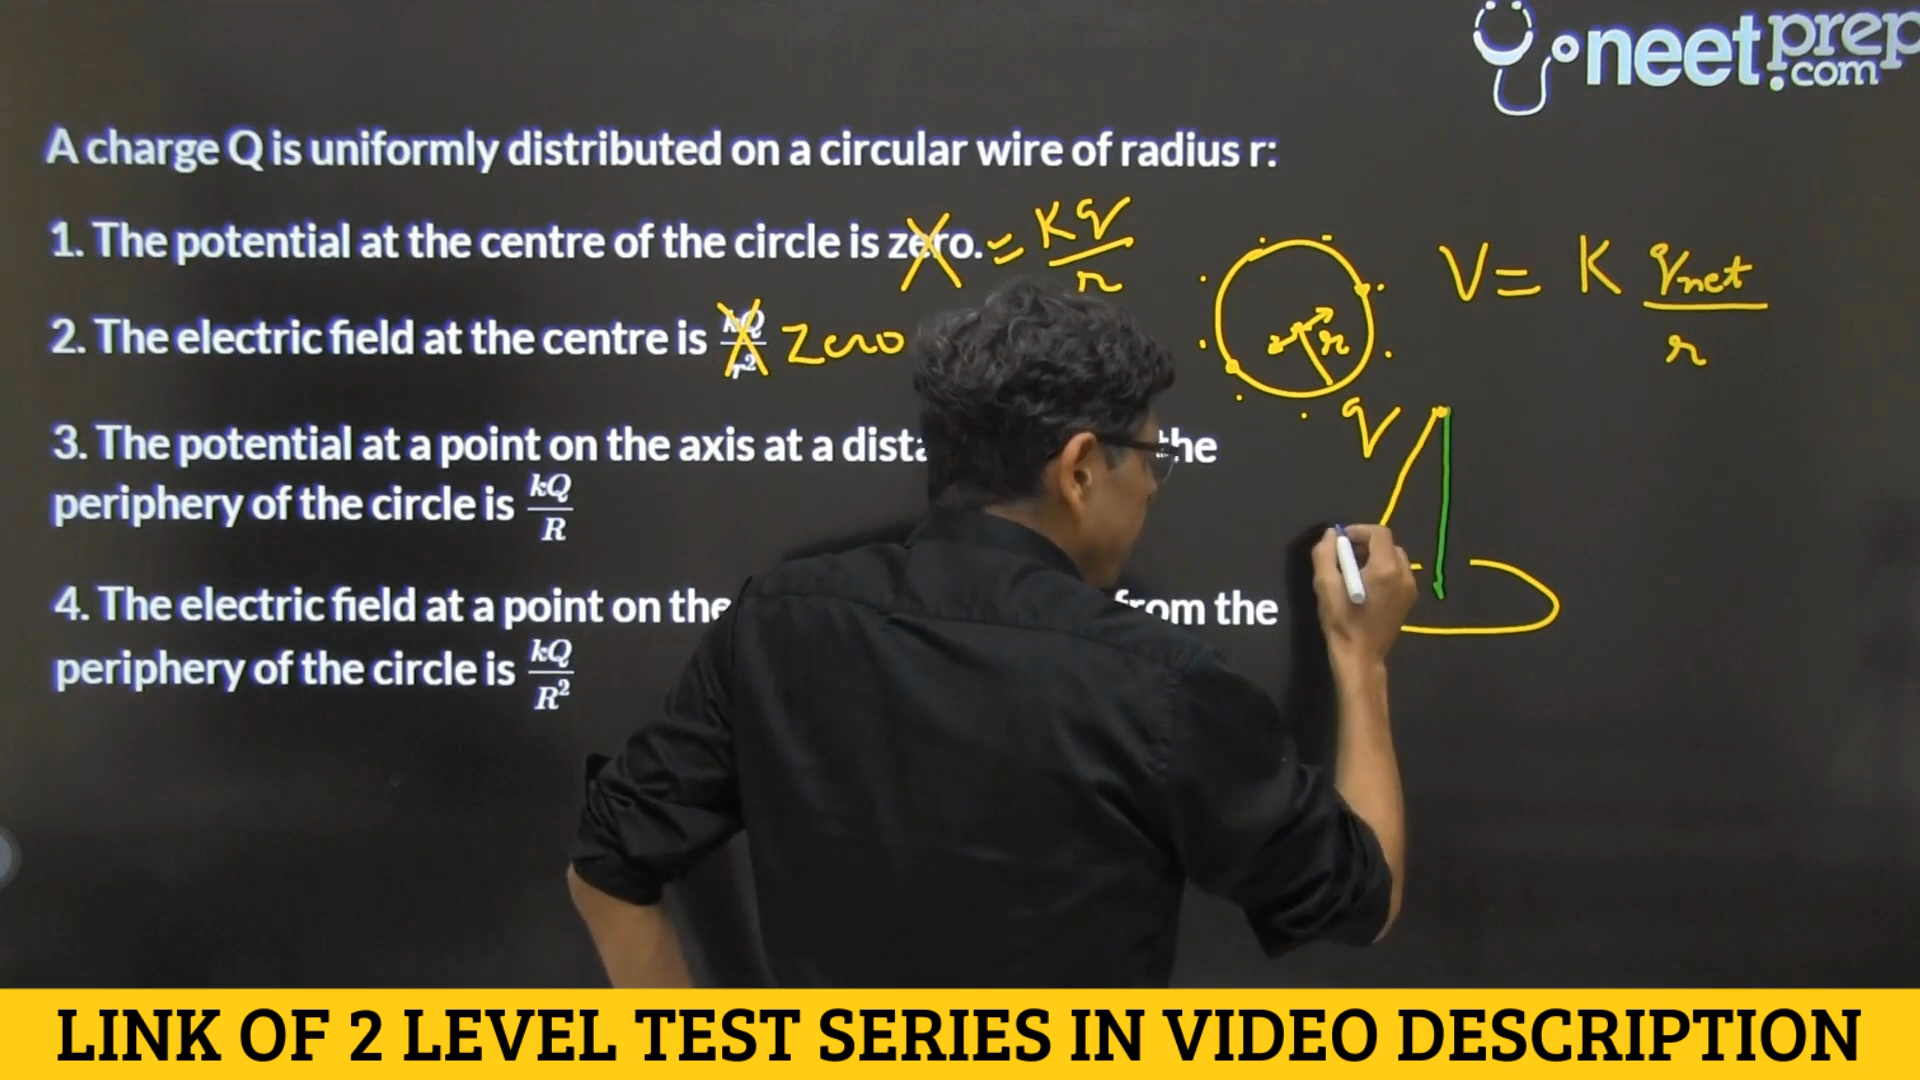 neetprep
.com
A charge Q is uniformly distributed on a circular wire of radius r:
1. The potential at the centre of the circle is zero. = Kq/r
V = K qnet/r
2. The electric field at the centre is kQ/r² Zero
r
q
3. The potential at a point on the axis at a dista the
periphery of the circle is kQ/R
4. The electric field at a point on the from the
periphery of the circle is kQ/R²
LINK OF 2 LEVEL TEST SERIES IN VIDEO DESCRIPTION